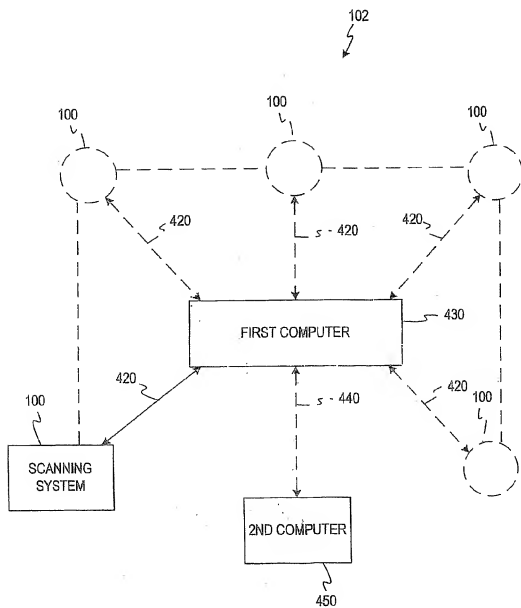 102
100
100
100
420
s - 420
420
FIRST COMPUTER
430
420
s - 440
420
100
100
SCANNING
SYSTEM
2ND COMPUTER
450